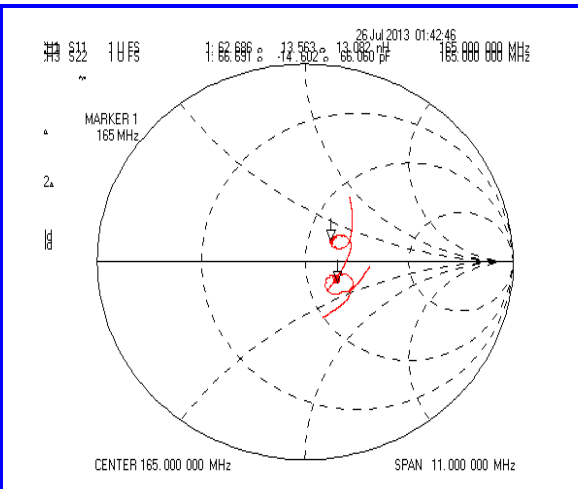 26 Jul 2013 01:42:46
S11 1 U FS 1: 62.686 13.563 13.082 nH 165.000 000 MHz
S22 1 U FS 1: 66.691 -14.602 66.060 pF 165.000 000 MHz
MARKER 1
165 MHz
2
CENTER 165.000 000 MHz SPAN 11.000 000 MHz